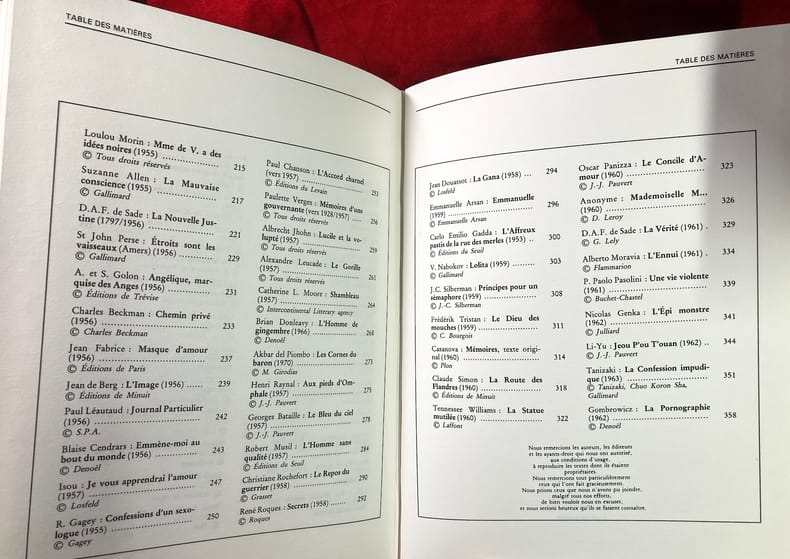 TABLE DES MATIÈRES
Loulou Morin : Mme de V. a des
idées noires (1955) .................... 215
© Tous droits réservés
Suzanne Allen : La Mauvaise
conscience (1955) .................... 217
© Gallimard
D.A.F. de Sade : La Nouvelle Jus-
tine (1797/1956) .................... 221
St John Perse : Étroits sont les
vaisseaux (Amers) (1956) ............ 229
© Gallimard
A. et S. Golon : Angélique, mar-
quise des Anges (1956) ............ 231
© Éditions de Trévise
Charles Beckman : Chemin privé
(1956) .................... 233
© Charles Beckman
Jean Fabrice : Masque d'amour
(1956) .................... 237
© Éditions de Paris
Jean de Berg : L'Image (1956) ...... 239
© Éditions de Minuit
Paul Léautaud : Journal Particulier
(1956) .................... 242
© S.P.A.
Blaise Cendrars : Emmène-moi au
bout du monde (1956) ............ 243
© Denoël
Isou : Je vous apprendrai l'amour
(1957) .................... 247
© Losfeld
R. Gagey : Confessions d'un sexo-
logue (1955) .................... 250
© Gagey
Paul Chanson : L'Accord charnel
(vers 1957) .................... 253
© Éditions du Levain
Paulette Verges : Mémoires d'une
gouvernante (vers 1928/1957) ...... 256
© Tous droits réservés
Albrecht Jhohn : Lucile et la vo-
lupté (1957) .................... 259
© Tous droits réservés
Alexandre Leucade : Le Gorille
(1957) .................... 261
© Tous droits réservés
Catherine L. Moore : Shambleau
(1957) .................... 264
© Intercontinental Literary agency
Brian Donleavy : L'Homme de
gingembre (1966) .................... 268
© Denoël
Akbar del Piombo : Les Cornes du
baron (1970) .................... 273
© M. Girodias
Henri Raynal : Aux pieds d'Om-
phale (1957) .................... 275
© J.-J. Pauvert
Georges Bataille : Le Bleu du ciel
(1957) .................... 278
© J.-J. Pauvert
Robert Musil : L'Homme sans
qualité (1957) .................... 284
© Éditions du Seuil
Christiane Rochefort : Le Repos du
guerrier (1958) .................... 290
© Grasset
René Roques : Secrets (1958) ...... 292
© Roques
TABLE DES MATIÈRES
Jean Douassot : La Gana (1958) ... 294
© Losfeld
Emmanuelle Arsan : Emmanuelle
(1959) .................... 296
© Emmanuelle Arsan
Carlo Emilio Gadda : L'Affreux
pastis de la rue des merles (1953) .. 300
© Éditions du Seuil
V. Nabokov : Lolita (1959) ............ 303
© Gallimard
J.C. Silberman : Principes pour un
sémaphore (1959) .................... 308
© J.-C. Silberman
Frédérik Tristan : Le Dieu des
mouches (1959) .................... 311
© C. Bourgois
Casanova : Mémoires, texte origi-
nal (1960) .................... 314
© Plon
Claude Simon : La Route des
Flandres (1960) .................... 318
© Éditions de Minuit
Tennessee Williams : La Statue
mutilée (1960) .................... 322
© Laffont
Oscar Panizza : Le Concile d'A-
mour (1960) .................... 323
© J.-J. Pauvert
Anonyme : Mademoiselle M...
(1960) .................... 326
© D. Leroy
D.A.F. de Sade : La Vérité (1961) . 329
© G. Lely
Alberto Moravia : L'Ennui (1961) . 334
© Flammarion
P. Paolo Pasolini : Une vie violente
(1961) .................... 339
© Buchet-Chastel
Nicolas Genka : L'Épi monstre
(1962) .................... 341
© Julliard
Li-Yu : Jeou P'ou T'ouan (1962) .. 344
© J.-J. Pauvert
Tanizaki : La Confession impudi-
que (1963) .................... 351
© Tanizaki, Chuo Koron Sha,
Gallimard
Gombrowicz : La Pornographie
(1962) .................... 358
© Denoël
Nous remercions les auteurs, les éditeurs
et les ayants-droit qui nous ont autorisé,
aux conditions d'usage,
à reproduire les textes dont ils étaient
propriétaires.
Nous remercions tout particulièrement
ceux qui l'ont fait gracieusement.
Nous prions ceux que nous n'avons pu joindre,
malgré tous nos efforts,
de bien vouloir nous en excuser,
et nous serions heureux qu'ils se fassent connaître.